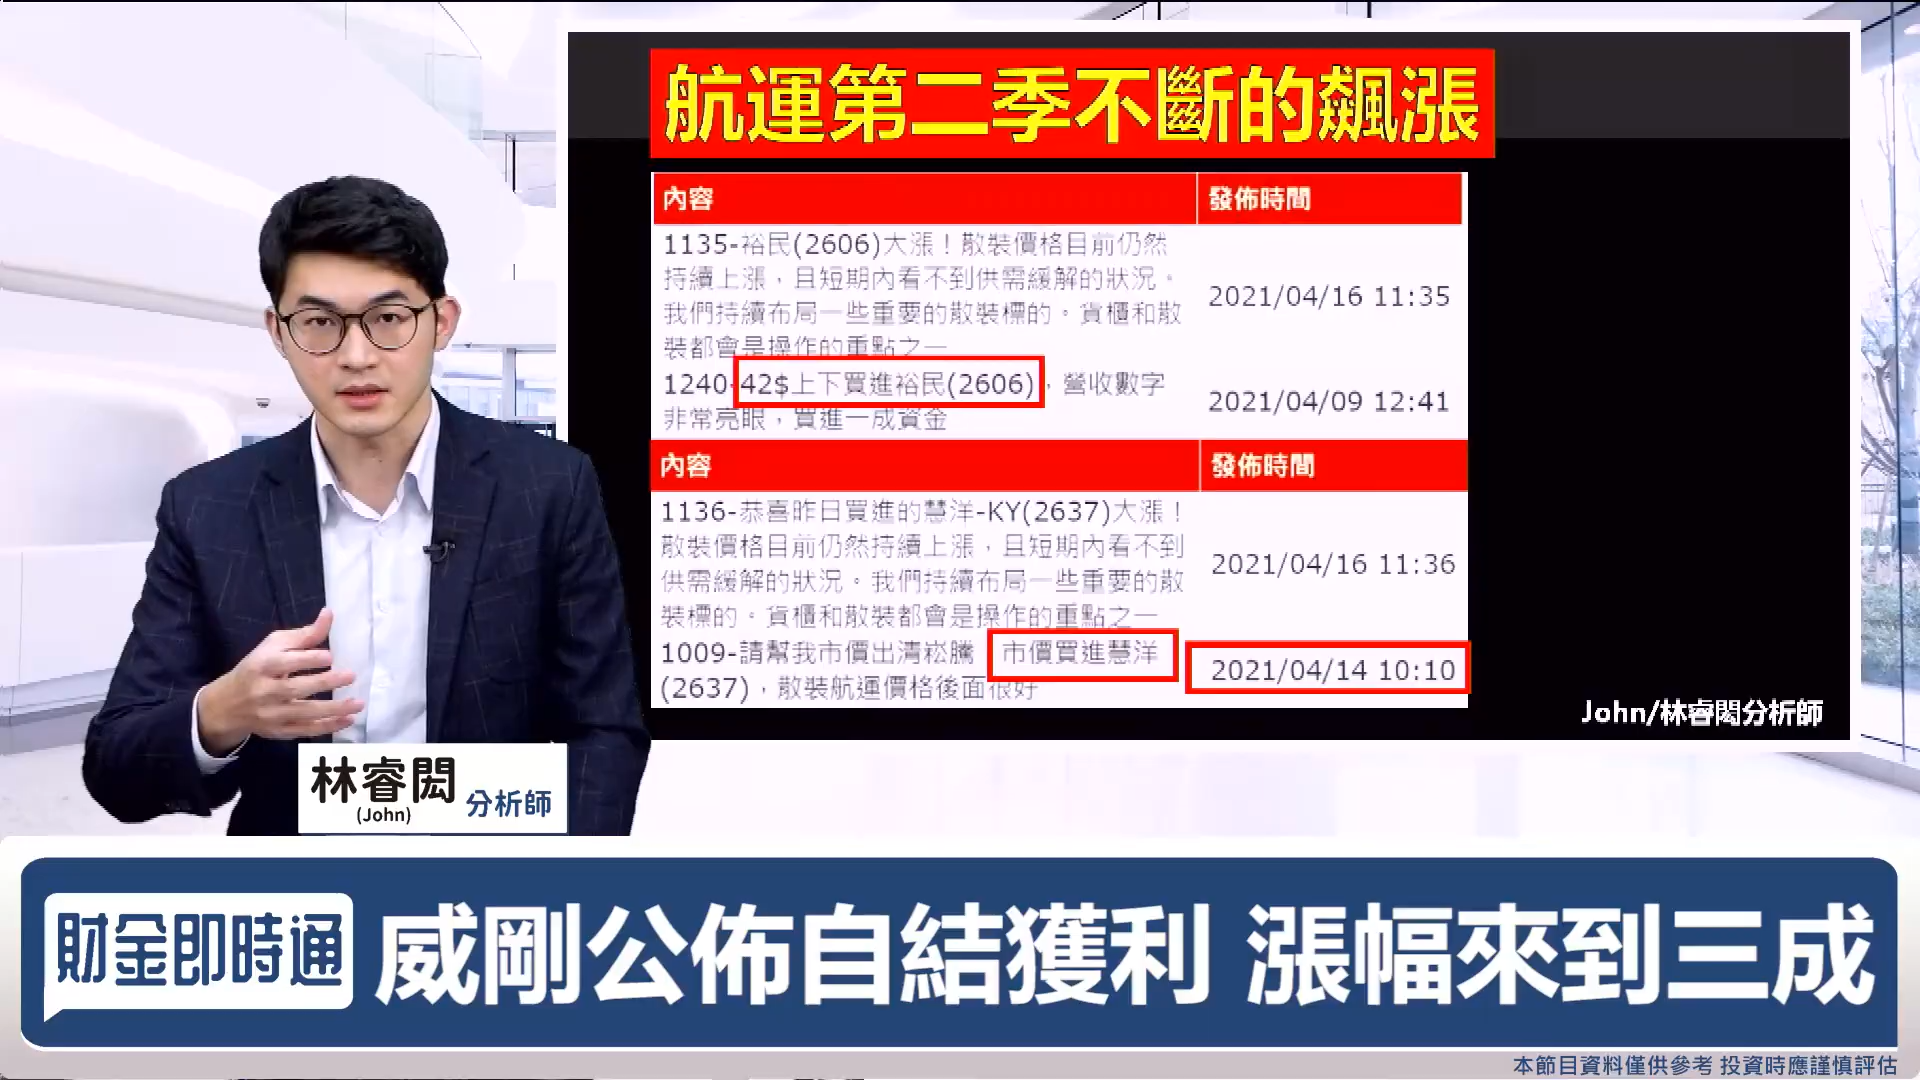 航運第二季不斷的飆漲
內容 發佈時間
1135-裕民(2606)大漲！散裝價格目前仍然
持續上漲，且短期內看不到供需緩解的狀況。
我們持續布局一些重要的散裝標的。貨櫃和散
裝都會是操作的重點之一
2021/04/16 11:35
1240-42$上下買進裕民(2606)，營收數字
非常亮眼，買進一成資金
2021/04/09 12:41
內容 發佈時間
1136-恭喜昨日買進的慧洋-KY(2637)大漲！
散裝價格目前仍然持續上漲，且短期內看不到
供需緩解的狀況。我們持續布局一些重要的散
裝標的。貨櫃和散裝都會是操作的重點之一
2021/04/16 11:36
1009-請幫我市價出清崧騰 市價買進慧洋
(2637)，散裝航運價格後面很好
2021/04/14 10:10
John/林睿閎分析師
林睿閎 分析師
(John)
財金即時通 威剛公佈自結獲利 漲幅來到三成
本節目資料僅供參考 投資時應謹慎評估